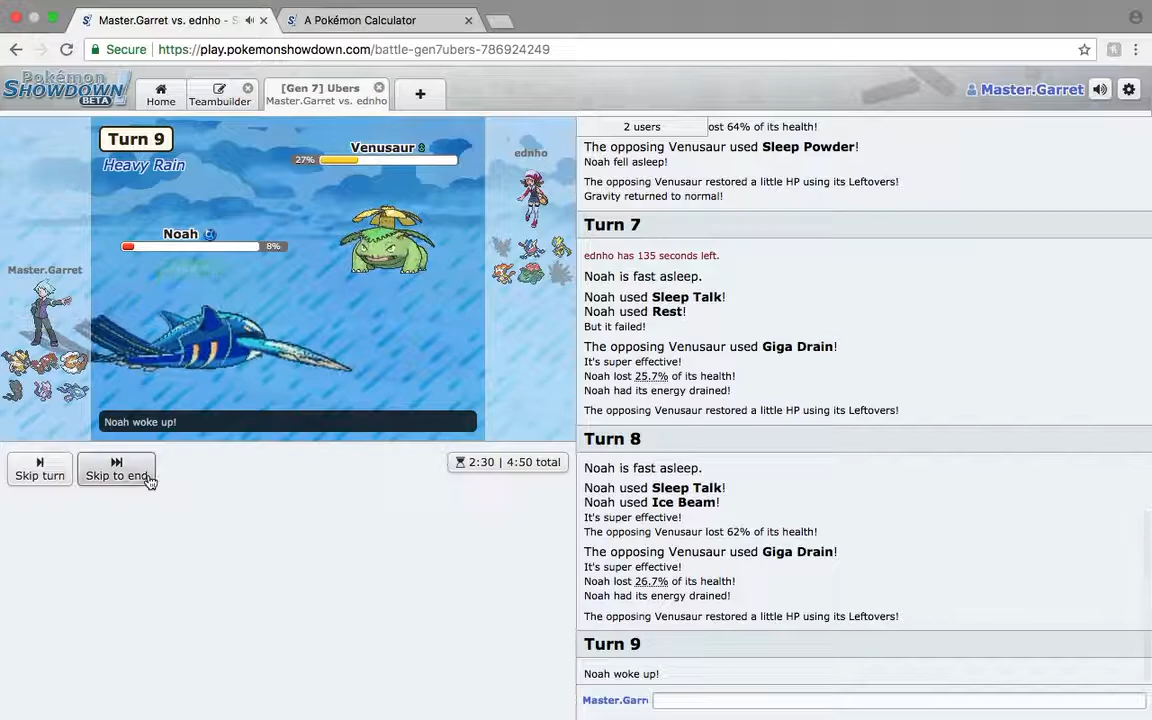 Master.Garret vs. ednho - S
A Pokémon Calculator
Secure
https://play.pokemonshowdown.com/battle-gen7ubers-786924249
Pokémon
SHOWDOWN
BETA
Home
Teambuilder
[Gen 7] Ubers
Master.Garret vs. ednho
+
Master.Garret
Turn 9
Heavy Rain
Venusaur
27%
Noah
8%
Master.Garret
ednho
Noah woke up!
Skip turn
Skip to end
2:30 | 4:50 total
2 users
ost 64% of its health!
The opposing Venusaur used Sleep Powder!
Noah fell asleep!
The opposing Venusaur restored a little HP using its Leftovers!
Gravity returned to normal!
Turn 7
ednho has 135 seconds left.
Noah is fast asleep.
Noah used Sleep Talk!
Noah used Rest!
But it failed!
The opposing Venusaur used Giga Drain!
It's super effective!
Noah lost 25.7% of its health!
Noah had its energy drained!
The opposing Venusaur restored a little HP using its Leftovers!
Turn 8
Noah is fast asleep.
Noah used Sleep Talk!
Noah used Ice Beam!
It's super effective!
The opposing Venusaur lost 62% of its health!
The opposing Venusaur used Giga Drain!
It's super effective!
Noah lost 26.7% of its health!
Noah had its energy drained!
The opposing Venusaur restored a little HP using its Leftovers!
Turn 9
Noah woke up!
Master.Garr